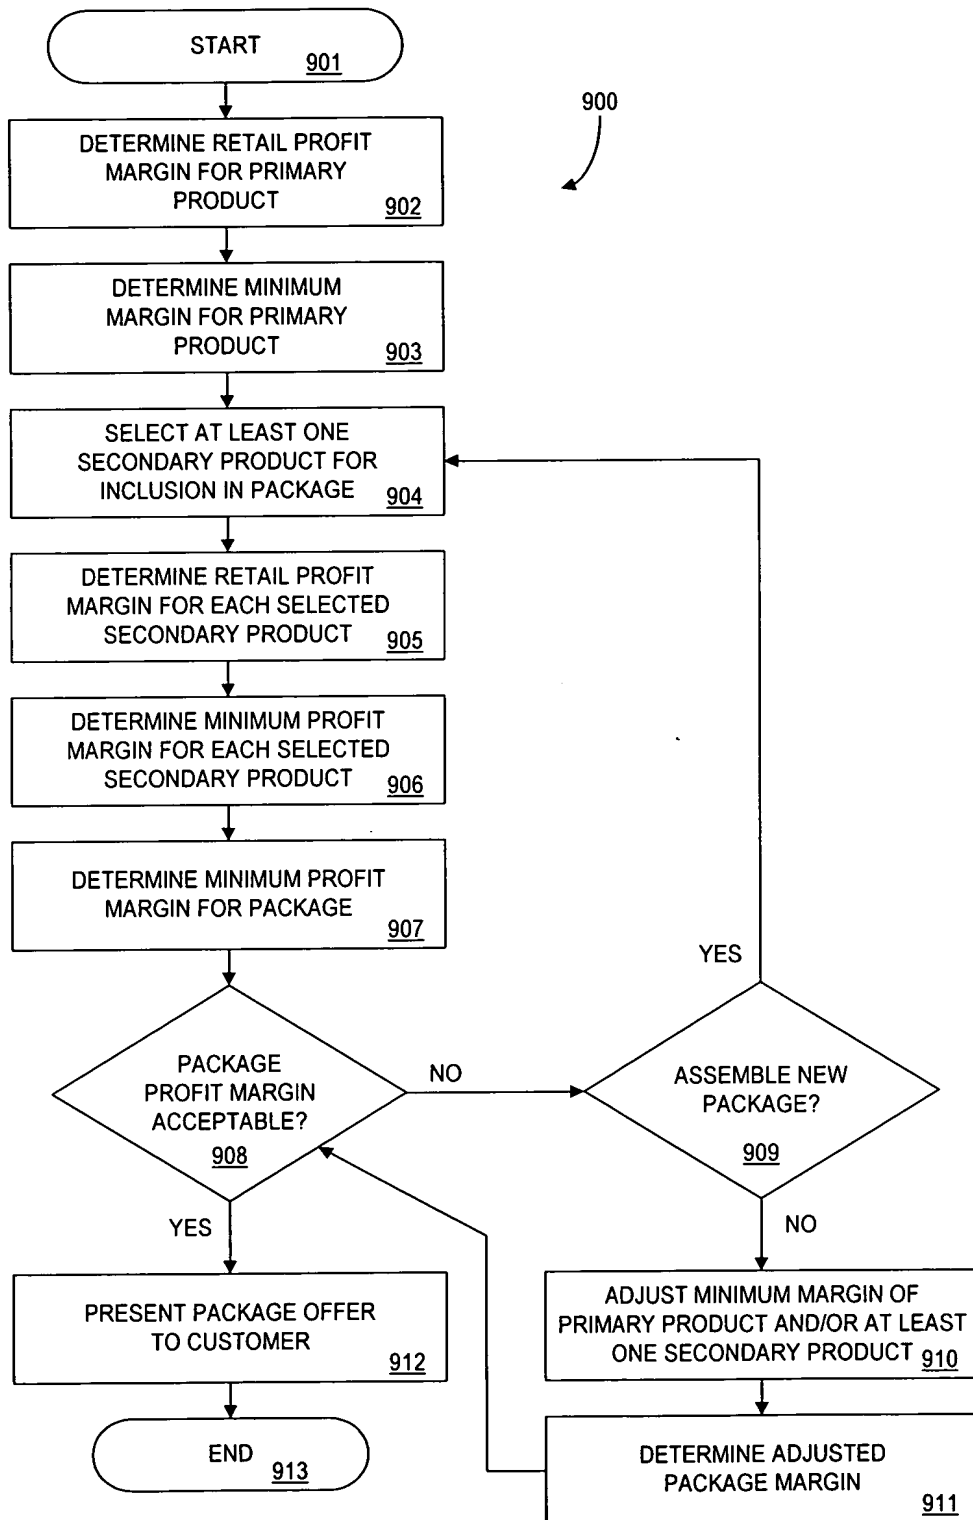 START
901
900
DETERMINE RETAIL PROFIT
MARGIN FOR PRIMARY
PRODUCT
902
DETERMINE MINIMUM
MARGIN FOR PRIMARY
PRODUCT
903
SELECT AT LEAST ONE
SECONDARY PRODUCT FOR
INCLUSION IN PACKAGE
904
DETERMINE RETAIL PROFIT
MARGIN FOR EACH SELECTED
SECONDARY PRODUCT
905
DETERMINE MINIMUM PROFIT
MARGIN FOR EACH SELECTED
SECONDARY PRODUCT
906
DETERMINE MINIMUM PROFIT
MARGIN FOR PACKAGE
907
PACKAGE
PROFIT MARGIN
ACCEPTABLE?
908
NO
YES
ASSEMBLE NEW
PACKAGE?
909
YES
NO
PRESENT PACKAGE OFFER
TO CUSTOMER
912
ADJUST MINIMUM MARGIN OF
PRIMARY PRODUCT AND/OR AT LEAST
ONE SECONDARY PRODUCT 910
END
913
DETERMINE ADJUSTED
PACKAGE MARGIN
911